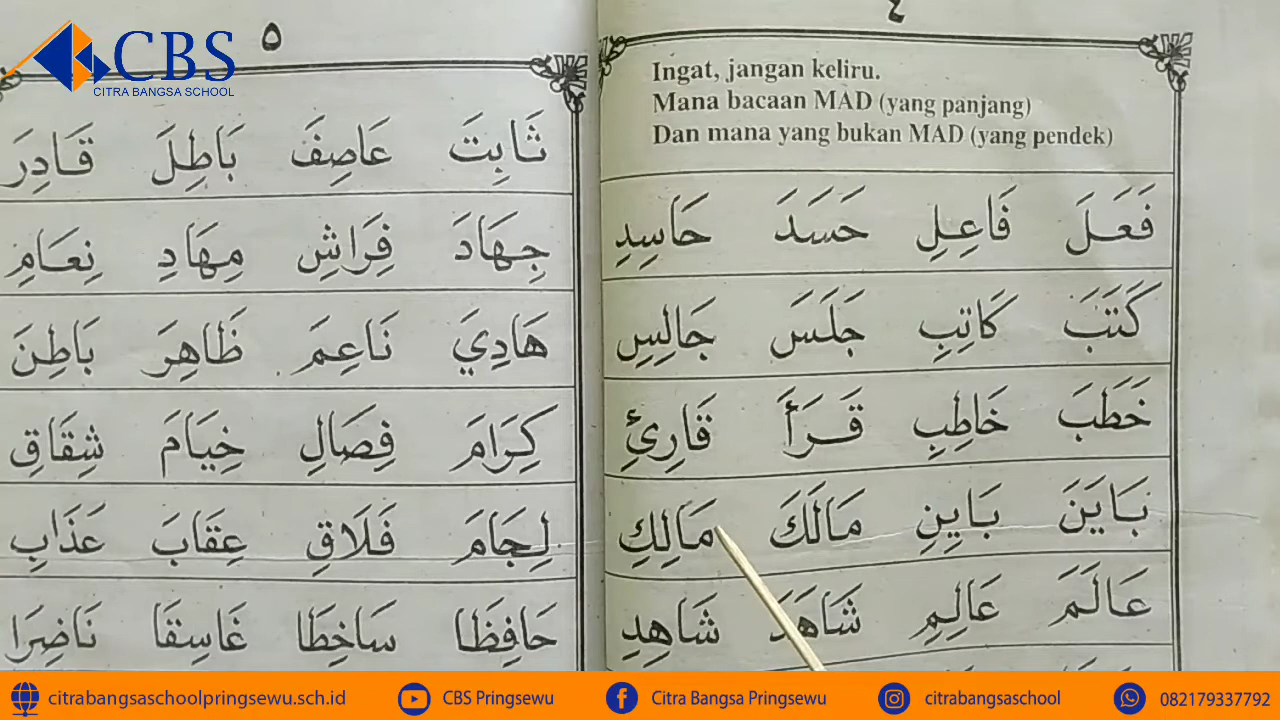 CBS
CITRA BANGSA SCHOOL
٤
Ingat, jangan keliru.
Mana bacaan MAD (yang panjang)
Dan mana yang bukan MAD (yang pendek)
فَعَلَ فَاعِلِ حَسَدَ حَاسِدِ
كَتَبَ كَاتِبِ جَلَسَ جَالِسِ
خَطَبَ خَاطِبِ قَرَأَ قَارِئِ
بَايَنَ بَايِنِ مَالَكَ مَالِكِ
عَالَمَ عَالِمِ شَاهَدَ شَاهِدِ
٥
ثَابِتَ عَاصِفَ بَاطِلَ قَادِرَ
جِهَادَ فِرَاشِ مِهَادِ نِعَامِ
هَادِيَ نَاعِمَ ظَاهِرَ بَاطِنَ
كِرَامَ فِصَالِ خِيَامَ شِقَاقِ
لِجَامَ فَلَاقِ عِقَابَ عَذَابِ
حَافِظَا سَاخِطَا غَاسِقَا نَاضِرَا
citrabangsaschoolpringsewu.sch.id CBS Pringsewu Citra Bangsa Pringsewu citrabangsaschool 082179337792